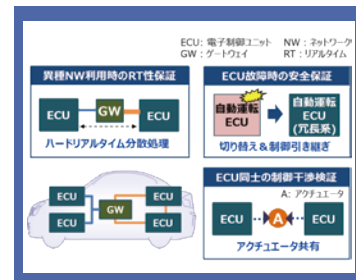 ECU: 電子制御ユニット NW : ネットワーク
GW : ゲートウェイ RT : リアルタイム
異種NW利用時のRT性保証
ECU
GW
ECU
ハードリアルタイム分散処理
ECU故障時の安全保証
自動運転
ECU
自動運転
ECU
(冗長系)
切り替え&制御引き継ぎ
ECU
ECU
GW
ECU
ECU
ECU同士の制御干渉検証
A: アクチュエータ
ECU
A
ECU
アクチュエータ共有